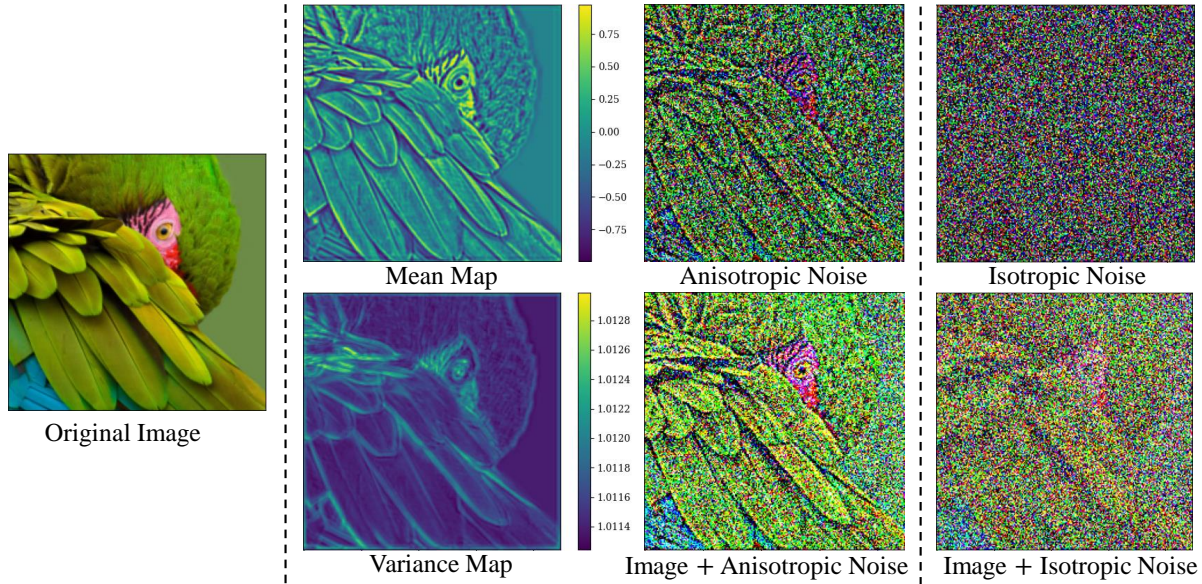 Original Image
0.75
0.50
0.25
0.00
−0.25
−0.50
−0.75
Mean Map
Anisotropic Noise
Isotropic Noise
1.0128
1.0126
1.0124
1.0122
1.0120
1.0118
1.0116
1.0114
Variance Map
Image + Anisotropic Noise
Image + Isotropic Noise